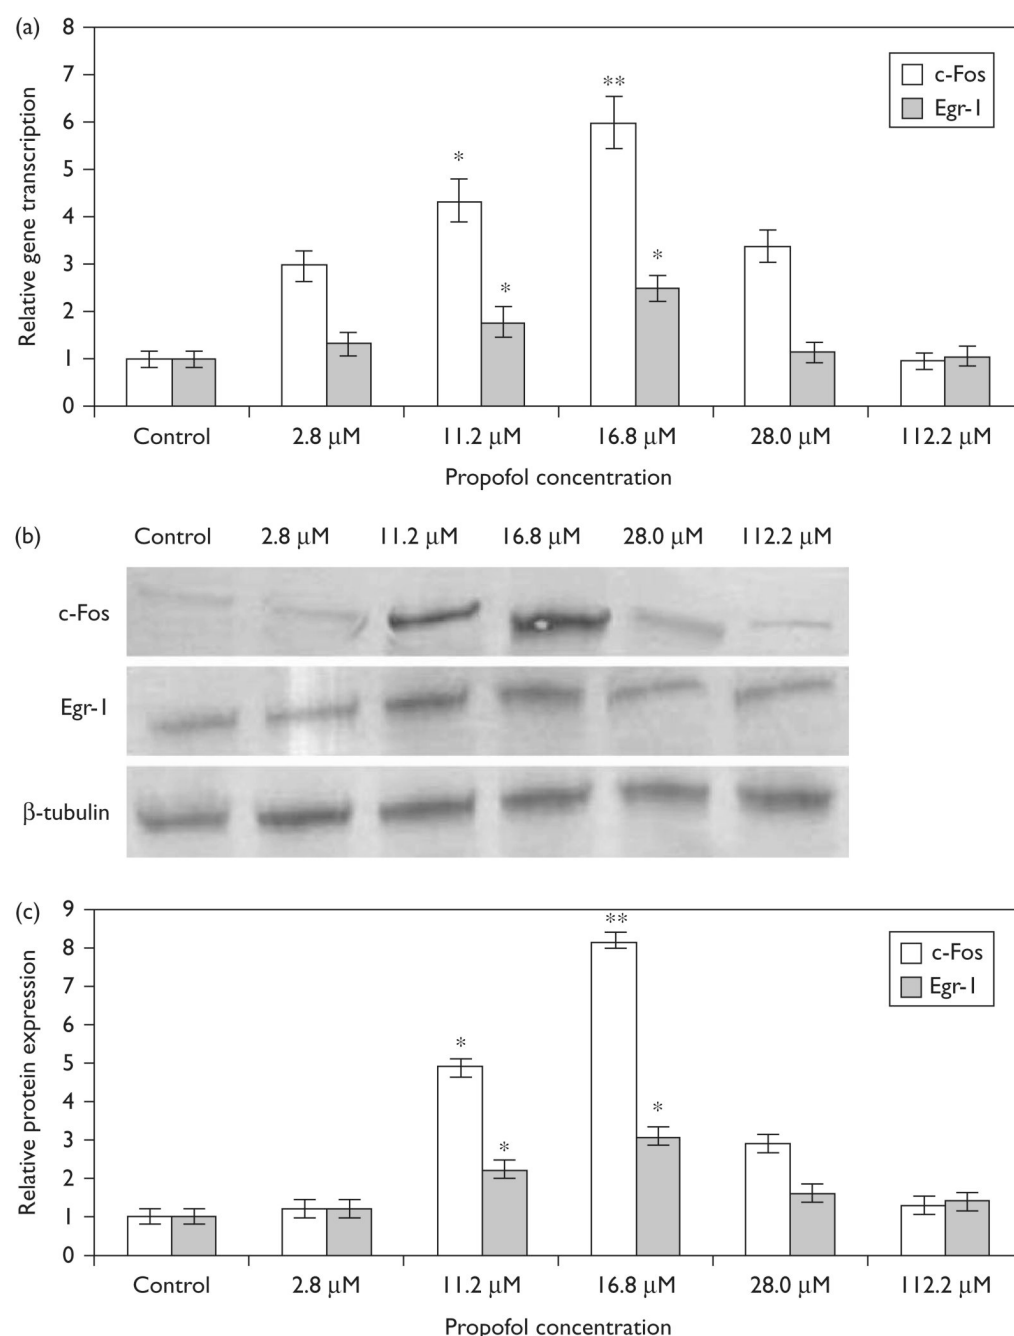 (a)
8
7
6
5
4
3
2
1
0
Relative gene transcription
c-Fos
Egr-1
*
*
**
*
Control 2.8 μM 11.2 μM 16.8 μM 28.0 μM 112.2 μM
Propofol concentration
(b)
Control 2.8 μM 11.2 μM 16.8 μM 28.0 μM 112.2 μM
c-Fos
Egr-1
β-tubulin
(c)
9
8
7
6
5
4
3
2
1
0
Relative protein expression
c-Fos
Egr-1
*
*
**
*
Control 2.8 μM 11.2 μM 16.8 μM 28.0 μM 112.2 μM
Propofol concentration